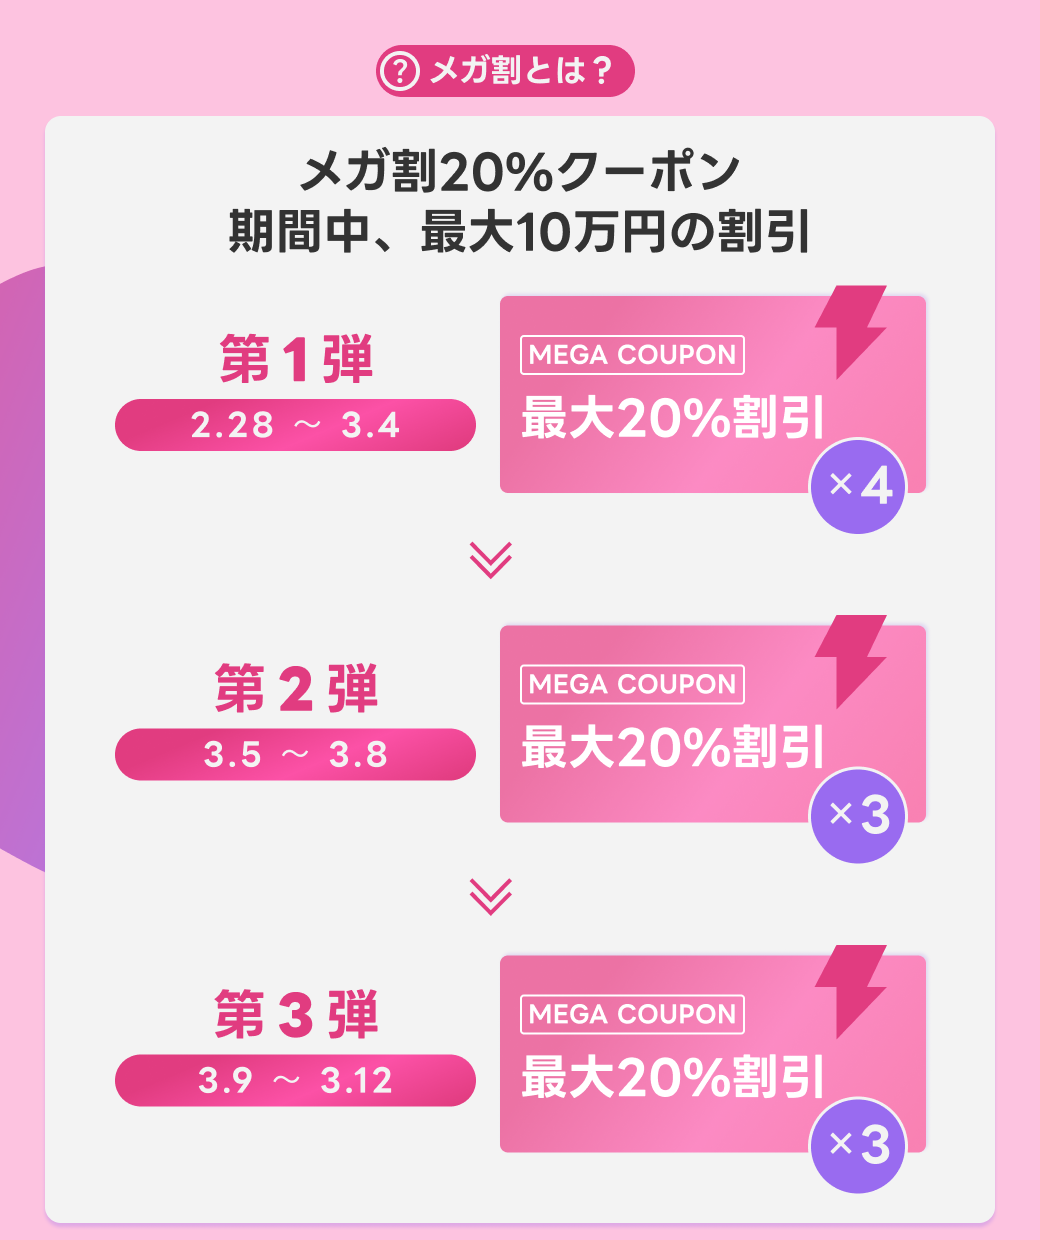 ? メガ割とは？
メガ割20%クーポン
期間中、最大10万円の割引
第1弾
2.28 ～ 3.4
MEGA COUPON
最大20%割引
×4
第2弾
3.5 ～ 3.8
MEGA COUPON
最大20%割引
×3
第3弾
3.9 ～ 3.12
MEGA COUPON
最大20%割引
×3